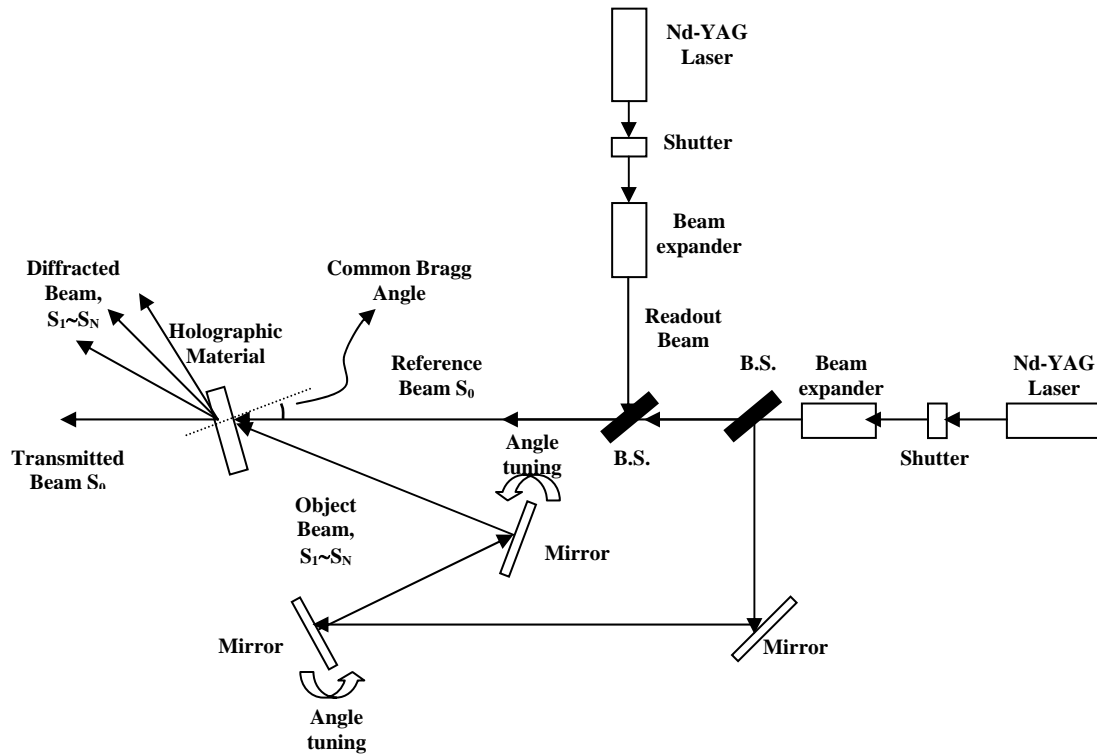 Nd-YAG
Laser
Shutter
Beam
expander
Diffracted
Beam,
S₁~S_N
Common Bragg
Angle
Holographic
Material
Readout
Beam
Reference
Beam S₀
B.S.
Beam
expander
Nd-YAG
Laser
Transmitted
Beam S₀
Angle
tuning
B.S.
Shutter
Object
Beam,
S₁~S_N
Mirror
Mirror
Mirror
Angle
tuning